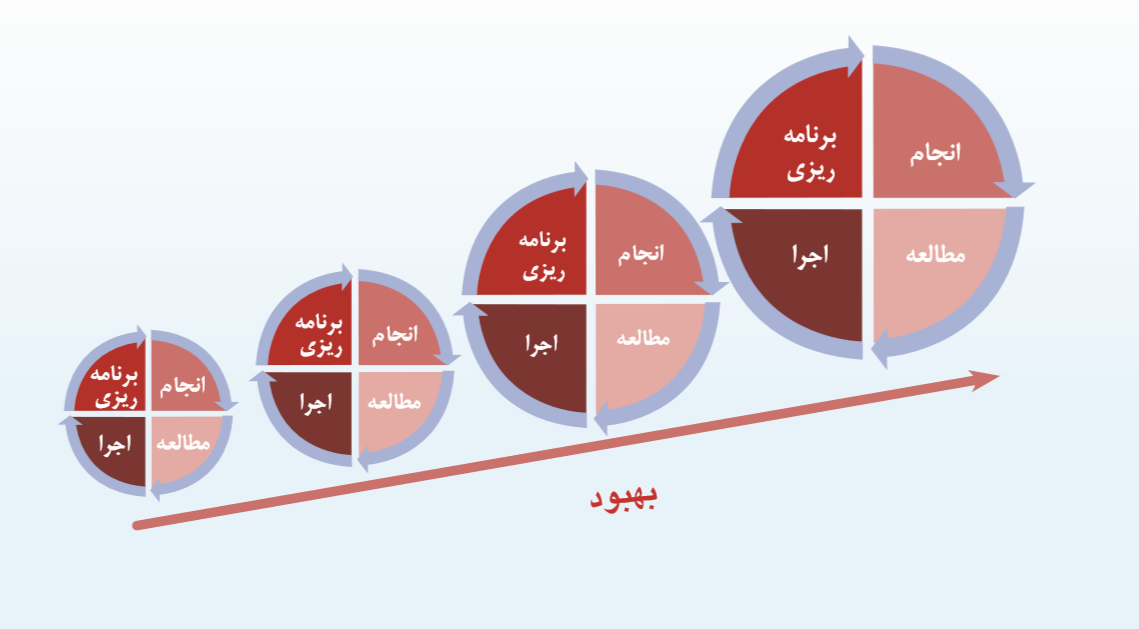 برنامه
ریزی
انجام
مطالعه
اجرا
برنامه
ریزی
انجام
مطالعه
اجرا
برنامه
ریزی
انجام
مطالعه
اجرا
برنامه
ریزی
انجام
مطالعه
اجرا
بهبود